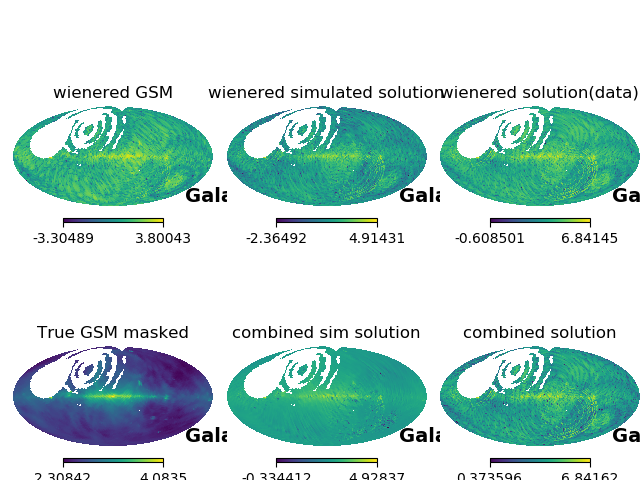 wienered GSM
wienered simulated solution
wienered solution(data)
Gala
Gala
Ga
-3.30489 3.80043
-2.36492 4.91431
-0.608501 6.84145
True GSM masked
combined sim solution
combined solution
Gala
Gala
Ga
2.30842 4.0835
-0.334412 4.92837
0.373596 6.84162